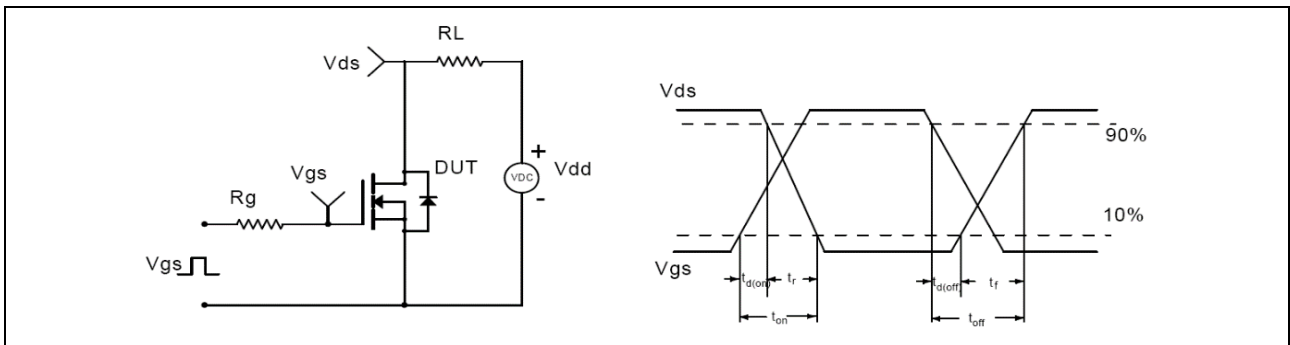 RL
Vds
Vgs
DUT
+
Vdd
VDC
-
Rg
Vgs
Vds
90%
10%
Vgs
td(on)
tr
td(off)
tf
ton
toff